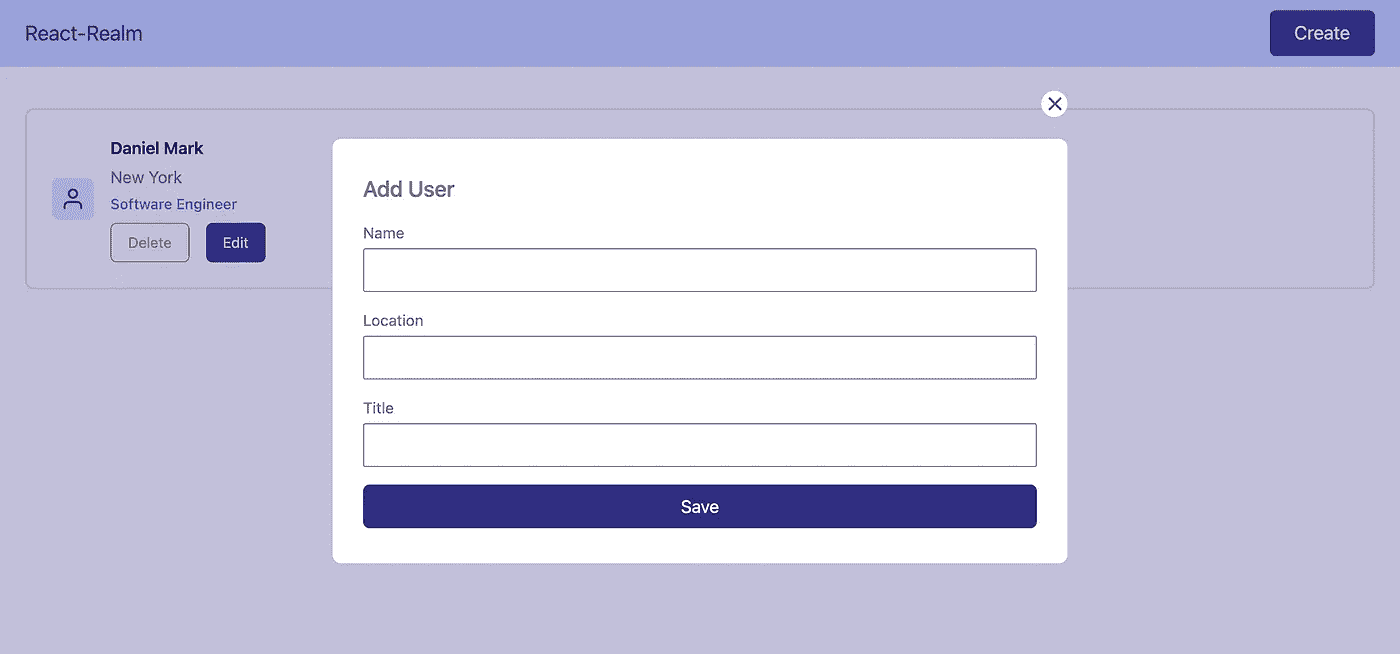 React-Realm
Create
Daniel Mark
New York
Software Engineer
Delete
Edit
Add User
Name
Location
Title
Save